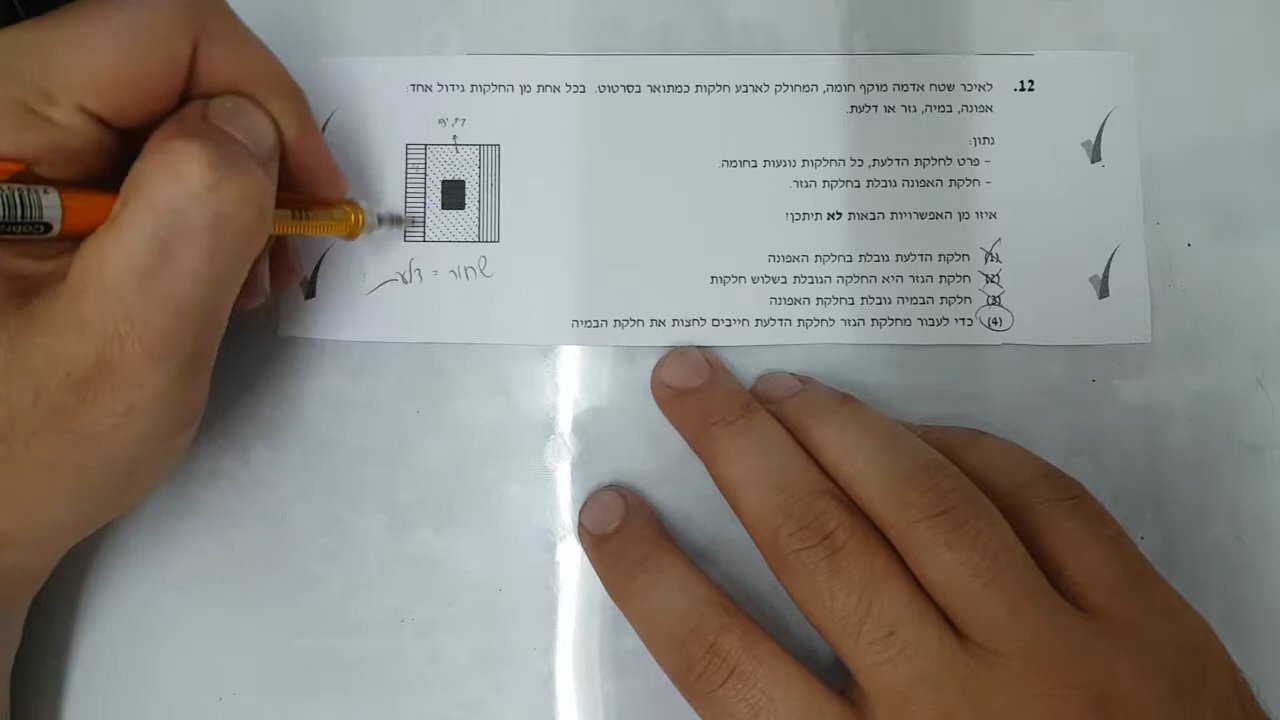 12. לאיכר שטח אדמה מוקף חומה, המחולק לארבע חלקות כמתואר בסרטוט. בכל אחת מן החלקות גידול אחד:
אפונה, במיה, גזר או דלעת.
נתון:
- פרט לחלקת הדלעת, כל החלקות נוגעות בחומה.
- חלקת האפונה גובלת בחלקת הגזר.
איזו מן האפשרויות הבאות לא תיתכן?
(1) חלקת הדלעת גובלת בחלקת האפונה
(2) חלקת הגזר היא החלקה הגובלת בשלוש חלקות
(3) חלקת הבמיה גובלת בחלקת האפונה
(4) כדי לעבור מחלקת הגזר לחלקת הדלעת חייבים לחצות את חלקת הבמיה
שחור = דלעת
Cobra